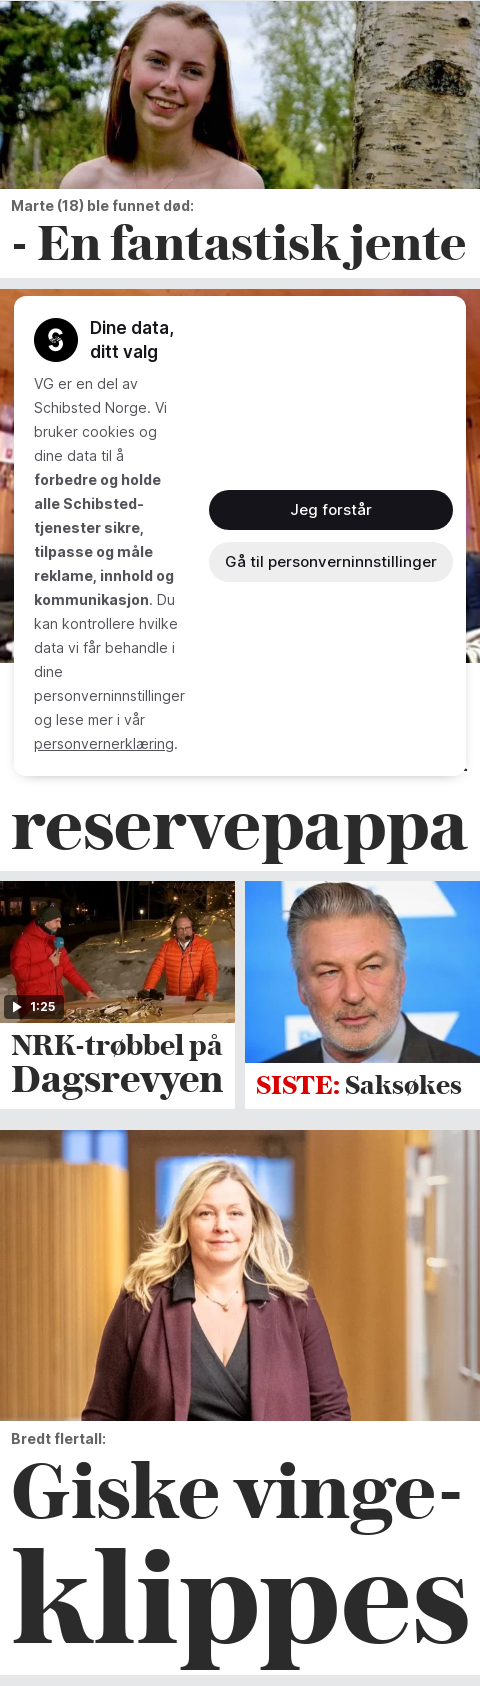 Marte (18) ble funnet død:
- En fantastisk jente
Dine data,
ditt valg
VG er en del av
Schibsted Norge. Vi
bruker cookies og
dine data til å
forbedre og holde
alle Schibsted-
tjenester sikre,
tilpasse og måle
reklame, innhold og
kommunikasjon. Du
kan kontrollere hvilke
data vi får behandle i
dine
personverninnstillinger
og lese mer i vår
personvernerklæring.
Jeg forstår
Gå til personverninnstillinger
reservepappa
1:25
NRK-trøbbel på
Dagsrevyen
SISTE: Saksøkes
Bredt flertall:
Giske vinge-
klippes